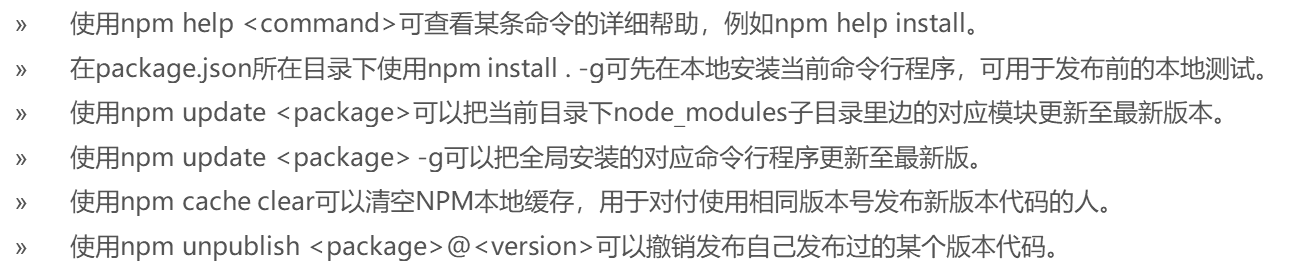 » 使用npm help <command>可查看某条命令的详细帮助，例如npm help install。
» 在package.json所在目录下使用npm install . -g可先在本地安装当前命令行程序，可用于发布前的本地测试。
» 使用npm update <package>可以把当前目录下node_modules子目录里边的对应模块更新至最新版本。
» 使用npm update <package> -g可以把全局安装的对应命令行程序更新至最新版。
» 使用npm cache clear可以清空NPM本地缓存，用于对付使用相同版本号发布新版本代码的人。
» 使用npm unpublish <package>@<version>可以撤销发布自己发布过的某个版本代码。